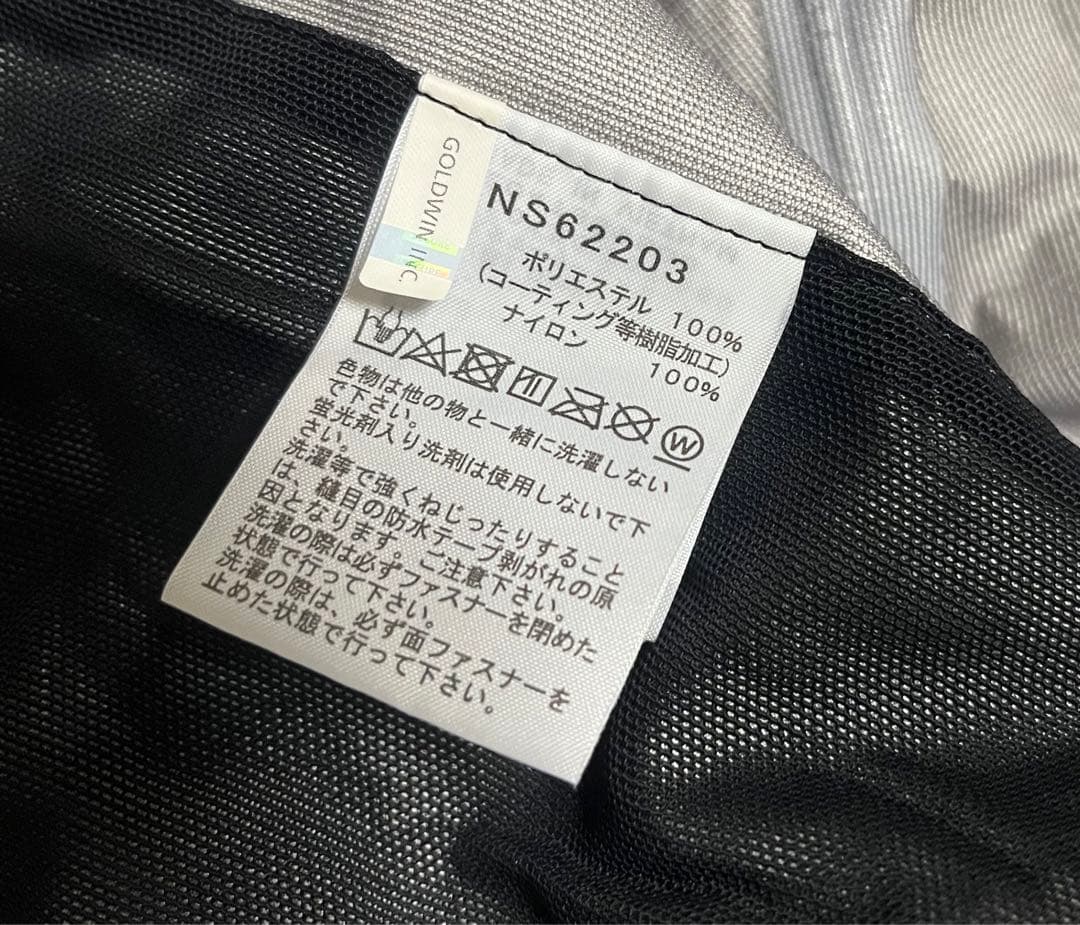 GOLDWIN INC.
NS62203
ポリエステル 100%
(コーティング等樹脂加工)
ナイロン 100%
W
色物は他の物と一緒に洗濯しない
で下さい。
蛍光剤入り洗剤は使用しないで下
さい。
洗濯等で強くねじったりすること
は、縫目の防水テープ剥がれの原
因となります。ご注意下さい。
洗濯の際は必ずファスナーを閉めた
状態で行って下さい。
洗濯の際は、必ず面ファスナーを
止めた状態で行って下さい。